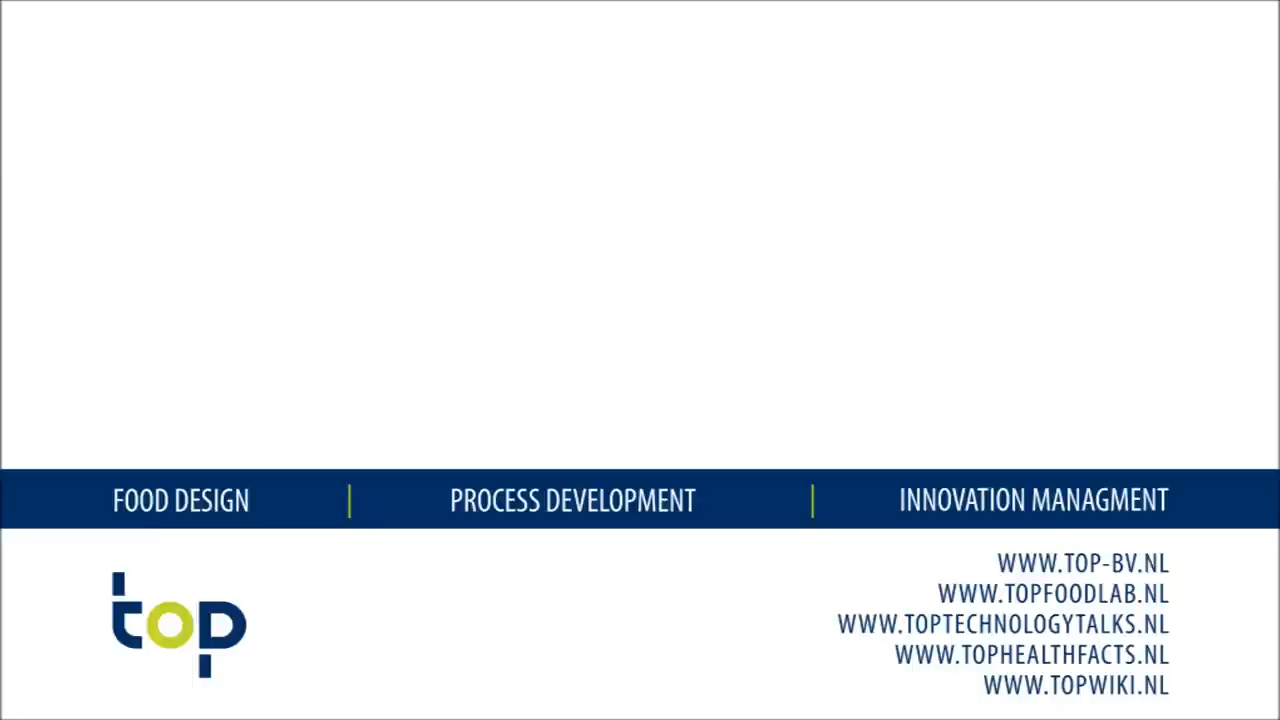 FOOD DESIGN | PROCESS DEVELOPMENT | INNOVATION MANAGMENT
top
WWW.TOP-BV.NL
WWW.TOPFOODLAB.NL
WWW.TOPTECHNOLOGYTALKS.NL
WWW.TOPHEALTHFACTS.NL
WWW.TOPWIKI.NL